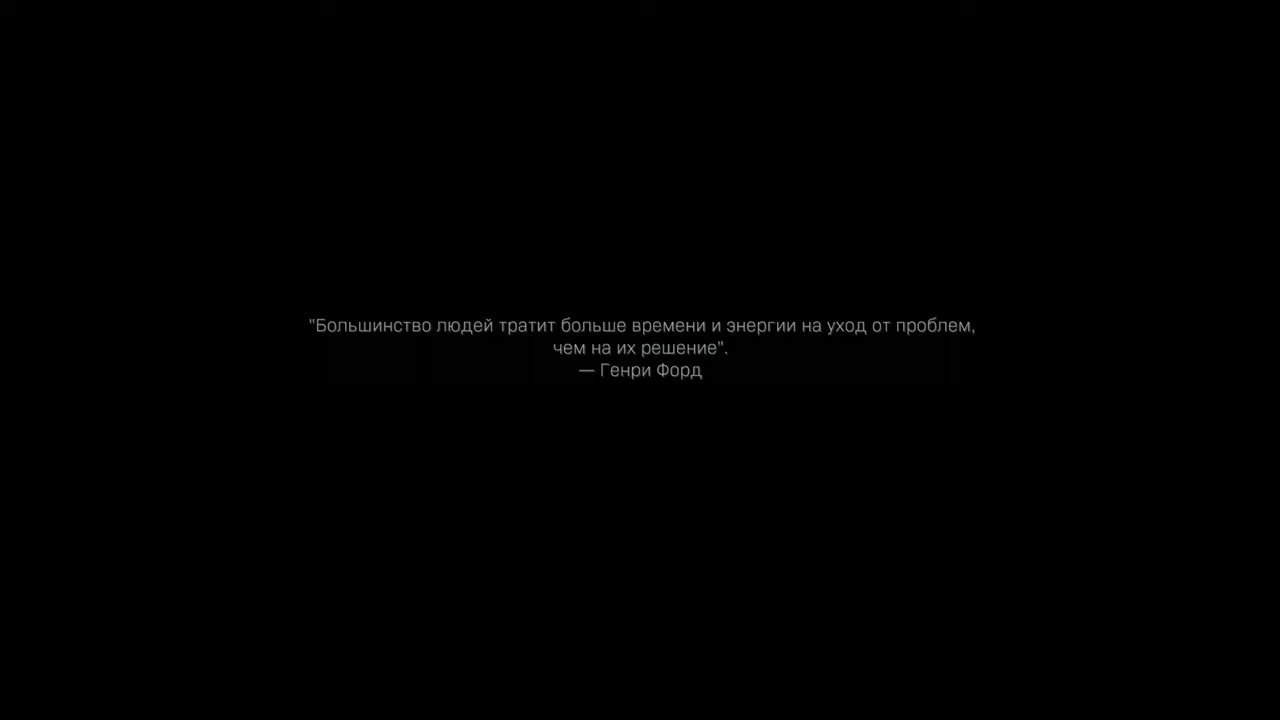 "Большинство людей тратит больше времени и энергии на уход от проблем,
чем на их решение".
— Генри Форд